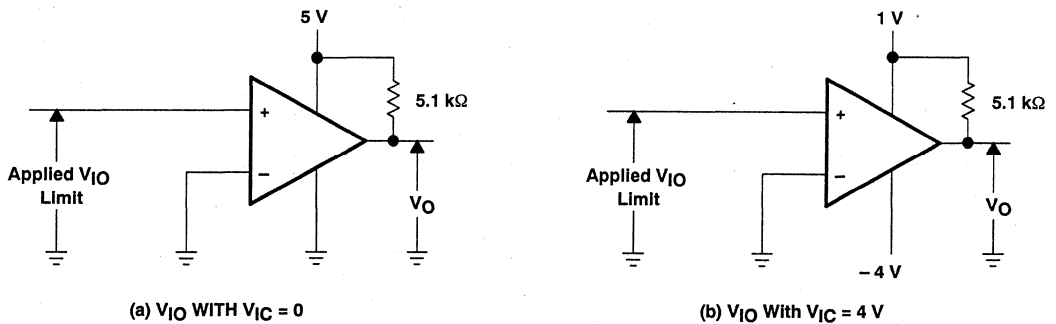 5 V
5.1 kΩ
+
−
Applied VIO
Limit
VO
(a) VIO WITH VIC = 0
1 V
5.1 kΩ
+
−
Applied VIO
Limit
VO
– 4 V
(b) VIO With VIC = 4 V